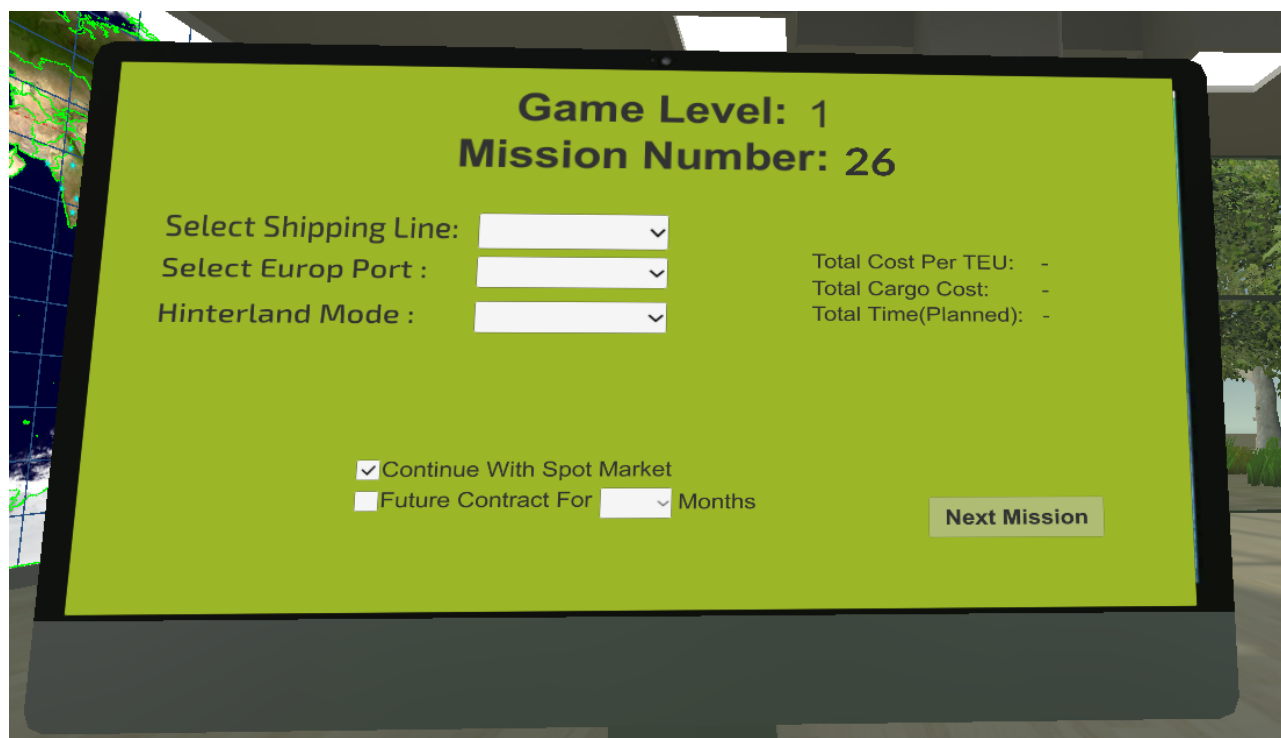 Game Level: 1
Mission Number: 26
Select Shipping Line:
Select Europ Port :
Hinterland Mode :
Total Cost Per TEU: -
Total Cargo Cost: -
Total Time(Planned): -
Continue With Spot Market
Future Contract For Months
Next Mission